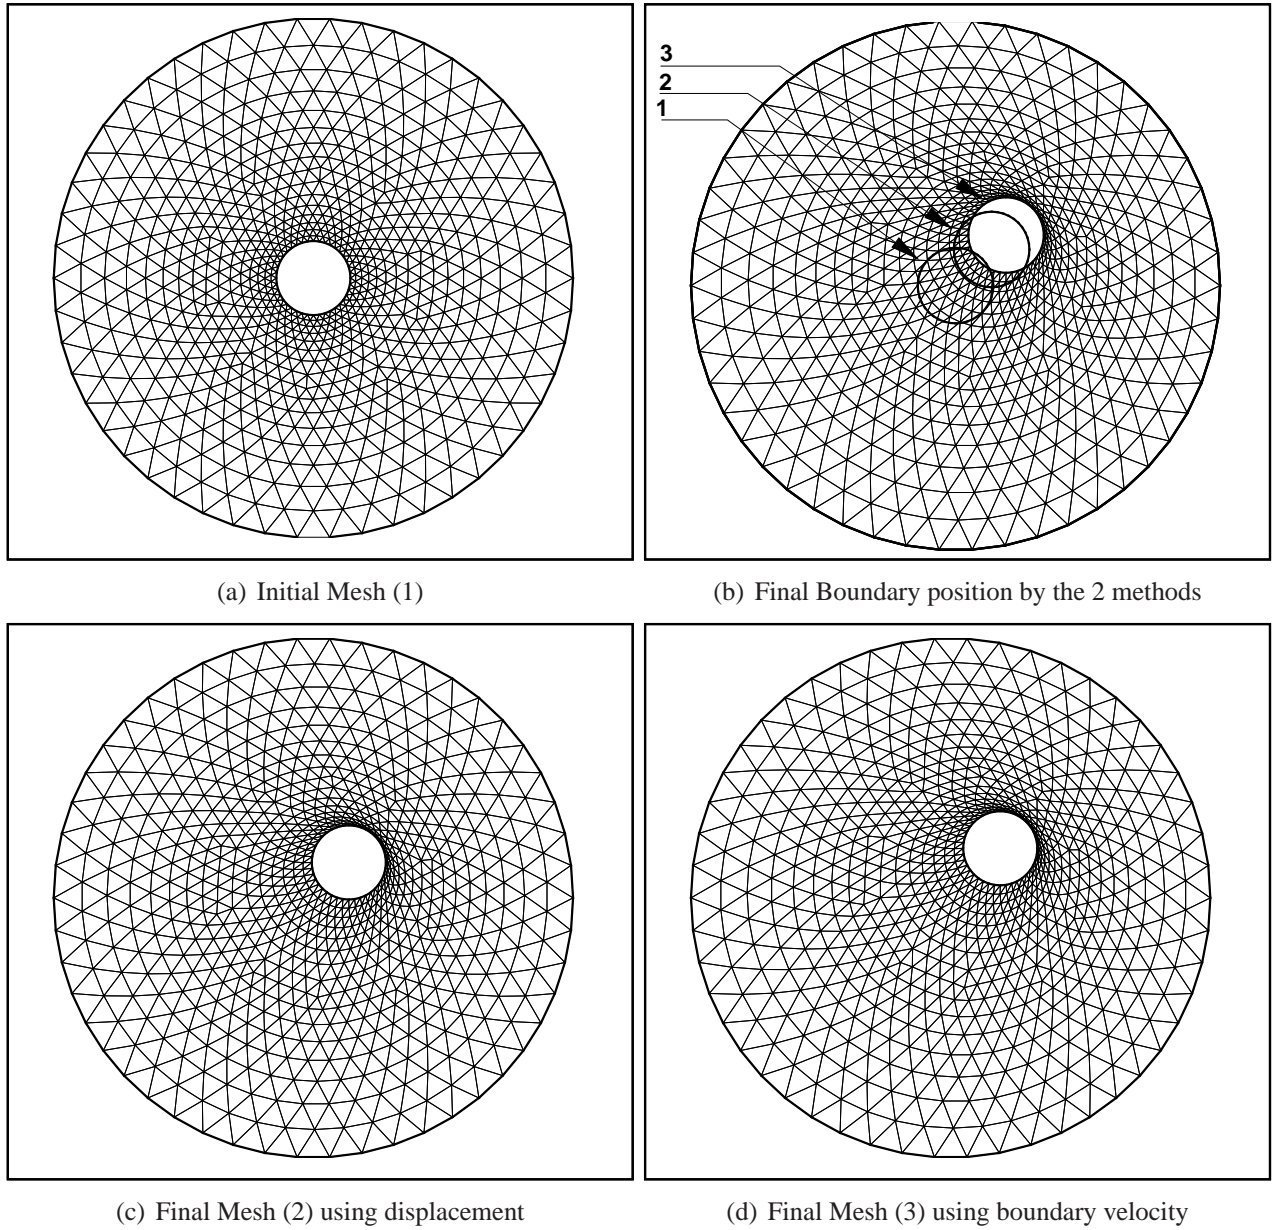 3
2
1
(a) Initial Mesh (1)
(b) Final Boundary position by the 2 methods
(c) Final Mesh (2) using displacement
(d) Final Mesh (3) using boundary velocity